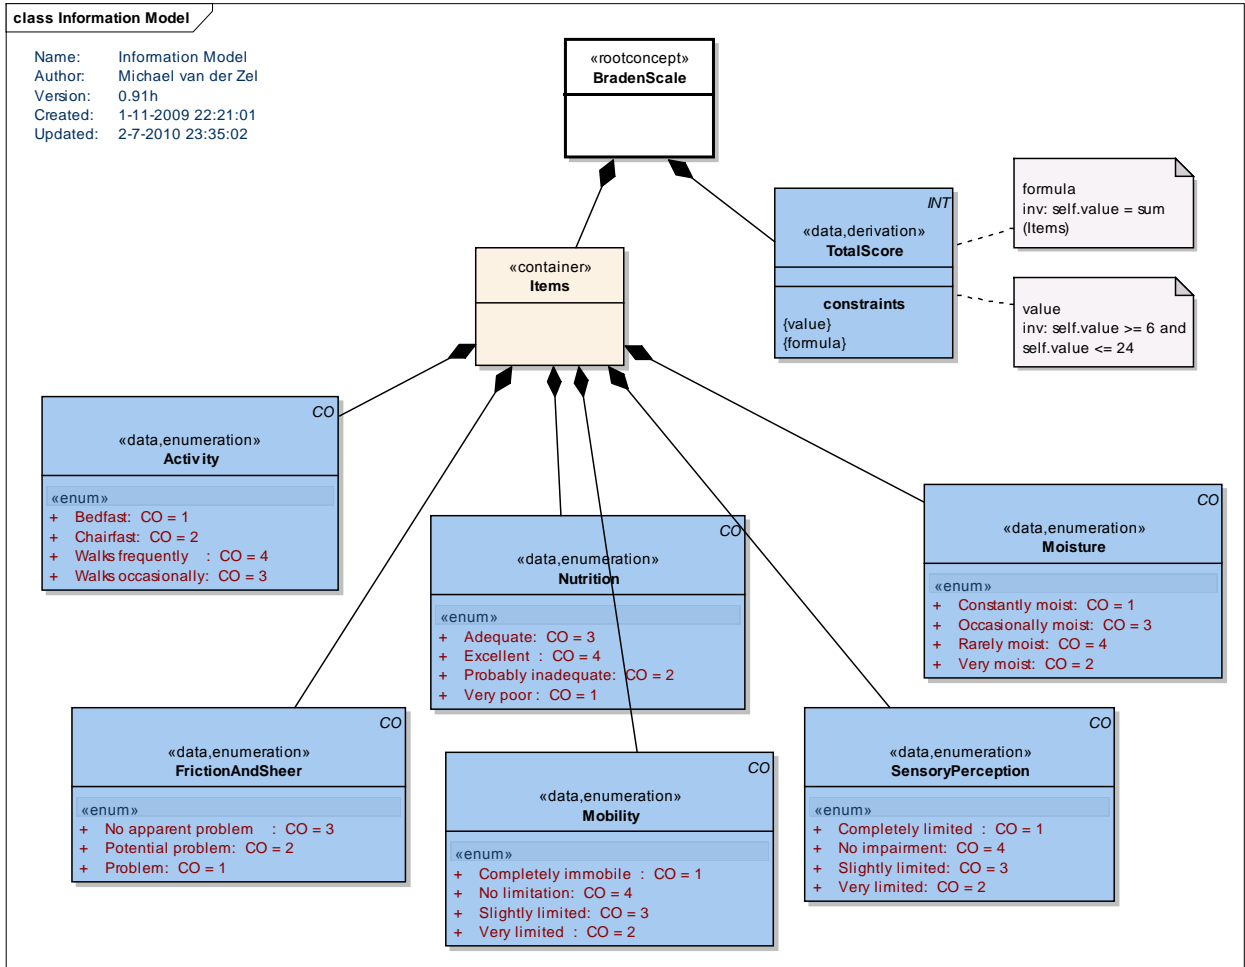 class Information Model
Name: Information Model
Author: Michael van der Zel
Version: 0.91h
Created: 1-11-2009 22:21:01
Updated: 2-7-2010 23:35:02
«rootconcept»
BradenScale
INT
«data,derivation»
TotalScore
constraints
{value}
{formula}
formula
inv: self.value = sum
(Items)
value
inv: self.value >= 6 and
self.value <= 24
«container»
Items
CO
«data,enumeration»
Activity
«enum»
+ Bedfast: CO = 1
+ Chairfast: CO = 2
+ Walks frequently : CO = 4
+ Walks occasionally: CO = 3
CO
«data,enumeration»
Nutrition
«enum»
+ Adequate: CO = 3
+ Excellent : CO = 4
+ Probably inadequate: CO = 2
+ Very poor : CO = 1
CO
«data,enumeration»
Moisture
«enum»
+ Constantly moist: CO = 1
+ Occasionally moist: CO = 3
+ Rarely moist: CO = 4
+ Very moist: CO = 2
CO
«data,enumeration»
FrictionAndSheer
«enum»
+ No apparent problem : CO = 3
+ Potential problem: CO = 2
+ Problem: CO = 1
CO
«data,enumeration»
Mobility
«enum»
+ Completely immobile : CO = 1
+ No limitation: CO = 4
+ Slightly limited: CO = 3
+ Very limited : CO = 2
CO
«data,enumeration»
SensoryPerception
«enum»
+ Completely limited : CO = 1
+ No impairment: CO = 4
+ Slightly limited: CO = 3
+ Very limited: CO = 2